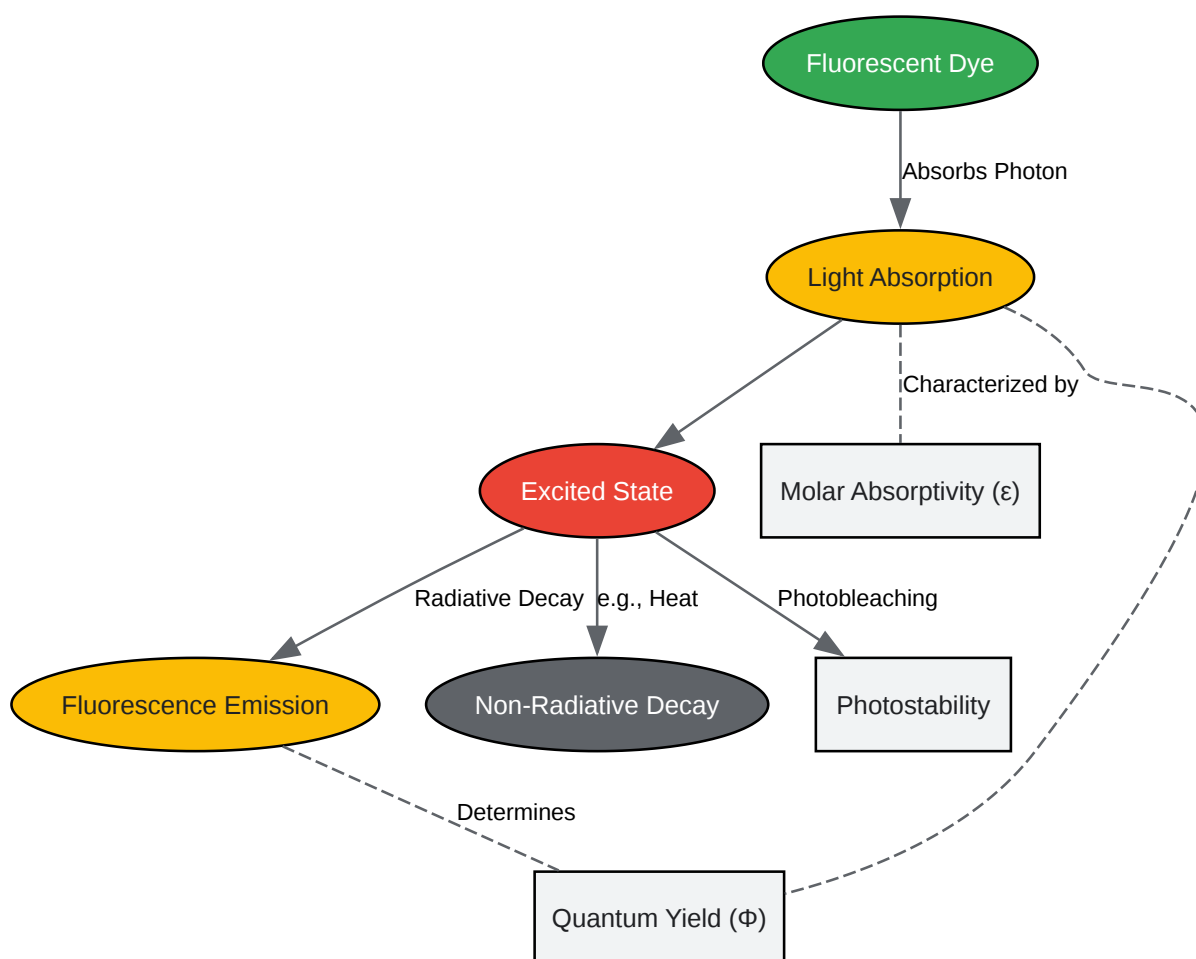 Fluorescent Dye
Absorbs Photon
Light Absorption
Characterized by
Excited State
Molar Absorptivity (ε)
Radiative Decay
e.g., Heat
Photobleaching
Fluorescence Emission
Non-Radiative Decay
Photostability
Determines
Quantum Yield (Φ)